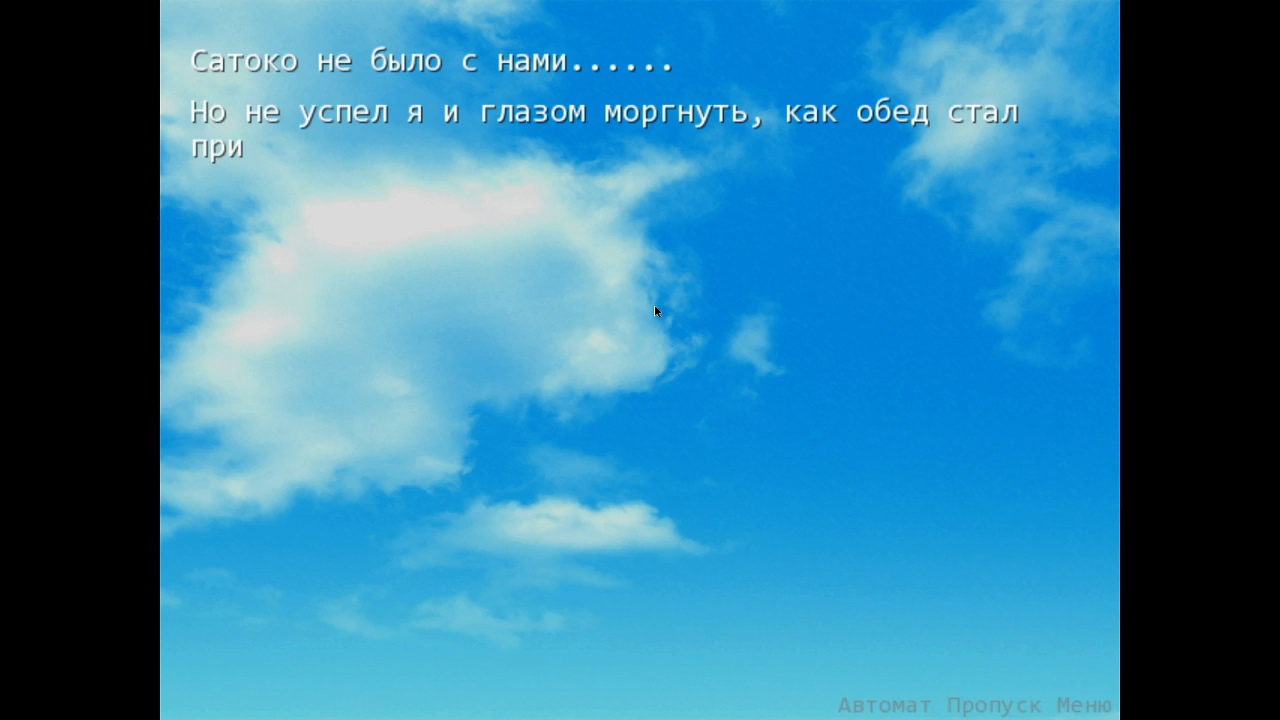 Сатоко не было с нами......
Но не успел я и глазом моргнуть, как обед стал
при
Автомат Пропуск Меню